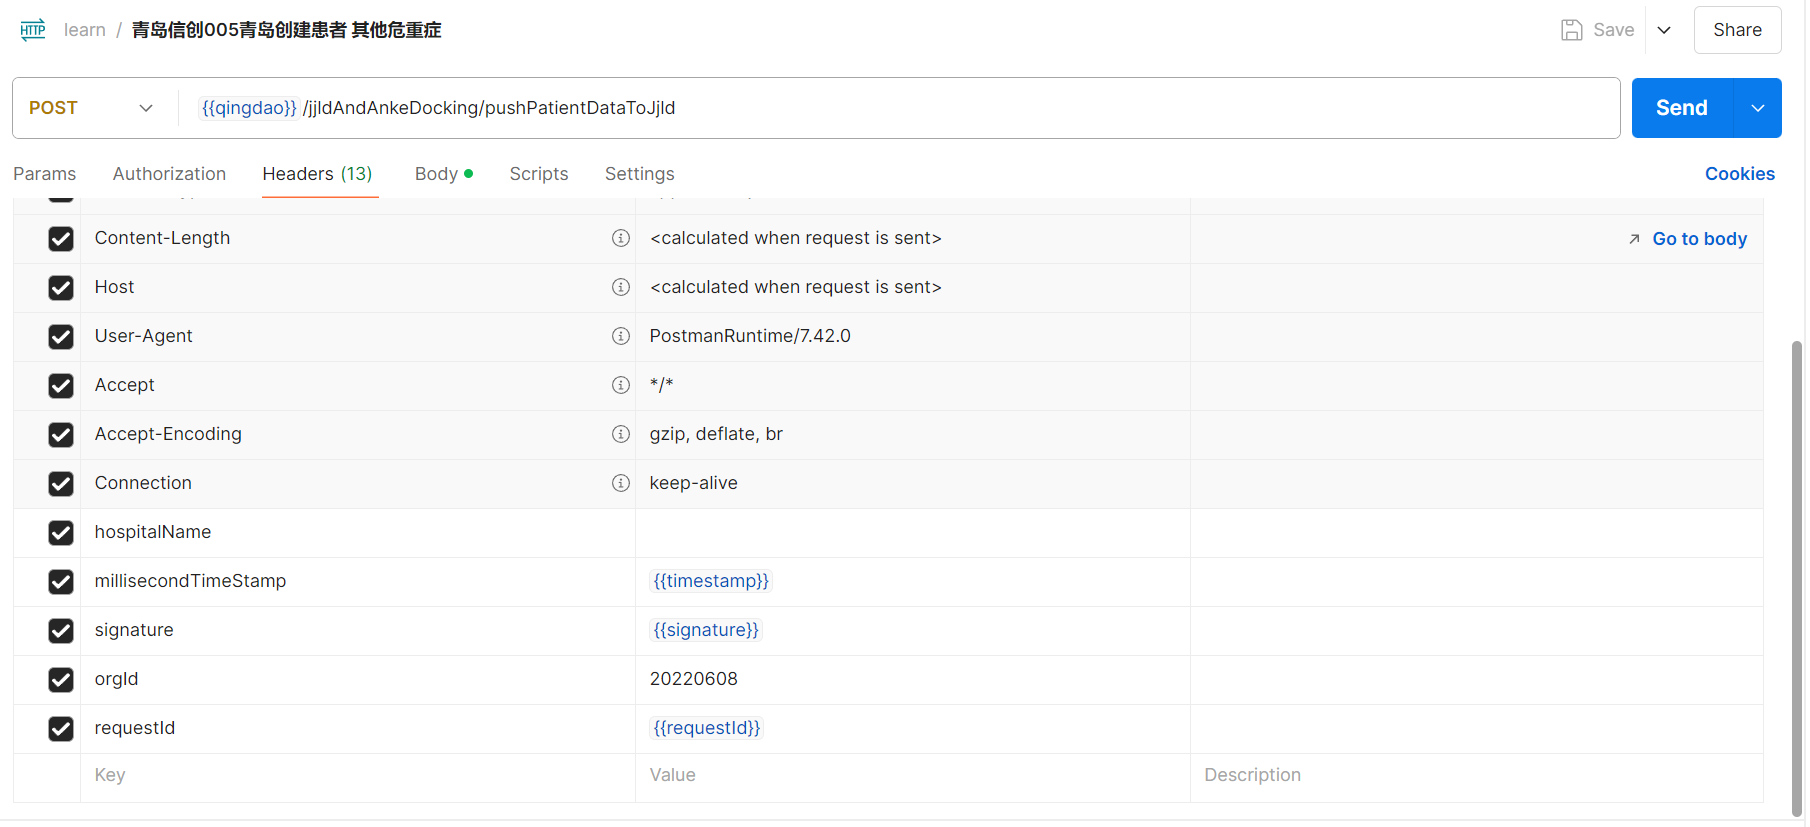 HTTP learn / 青岛信创005青岛创建患者 其他危重症 Save Share
POST {{qingdao}} /jjldAndAnkeDocking/pushPatientDataToJjld Send
Params Authorization Headers (13) Body Scripts Settings Cookies
Content-Length <calculated when request is sent> Go to body
Host <calculated when request is sent>
User-Agent PostmanRuntime/7.42.0
Accept */*
Accept-Encoding gzip, deflate, br
Connection keep-alive
hospitalName
millisecondTimeStamp {{timestamp}}
signature {{signature}}
orgId 20220608
requestId {{requestId}}
Key Value Description